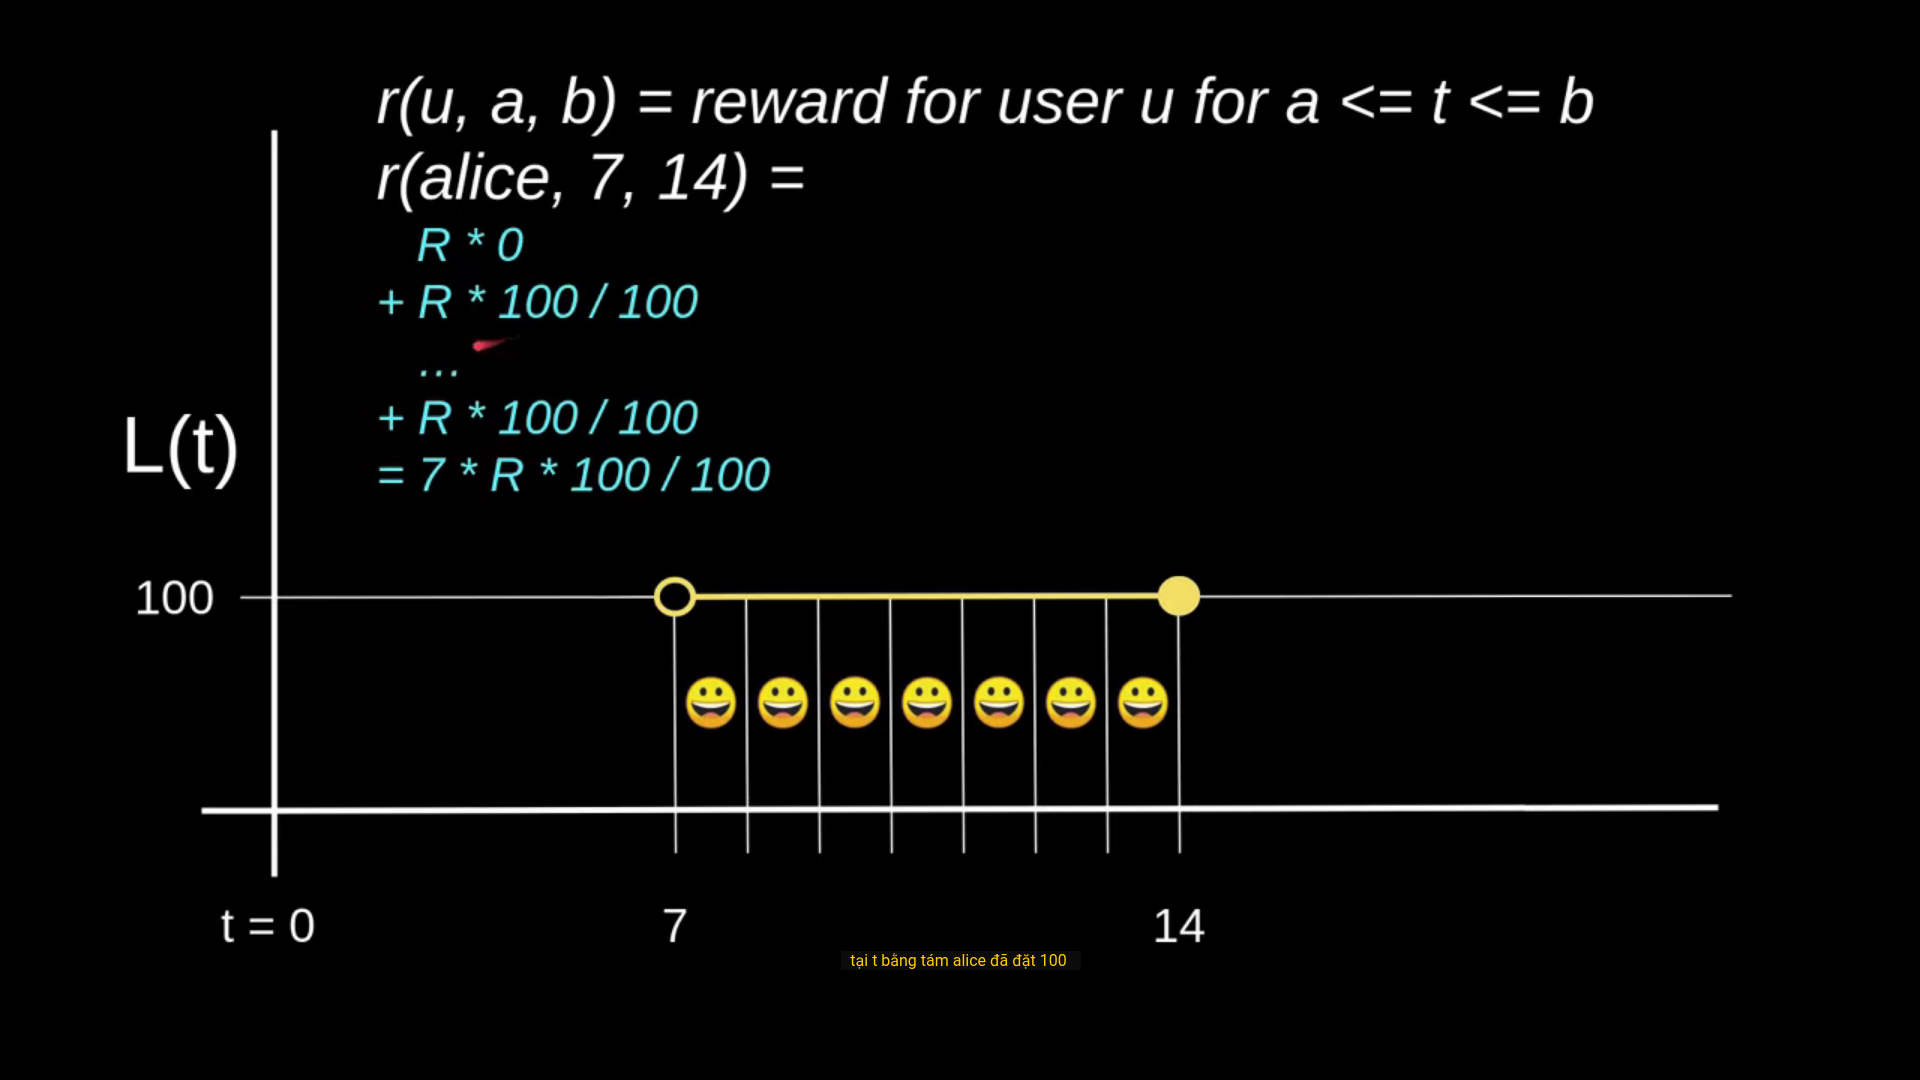 r(u, a, b) = reward for user u for a <= t <= b
r(alice, 7, 14) =
R * 0
+ R * 100 / 100
...
+ R * 100 / 100
= 7 * R * 100 / 100
L(t)
100
t = 0
7
14
tại t bằng tám alice đã đặt 100